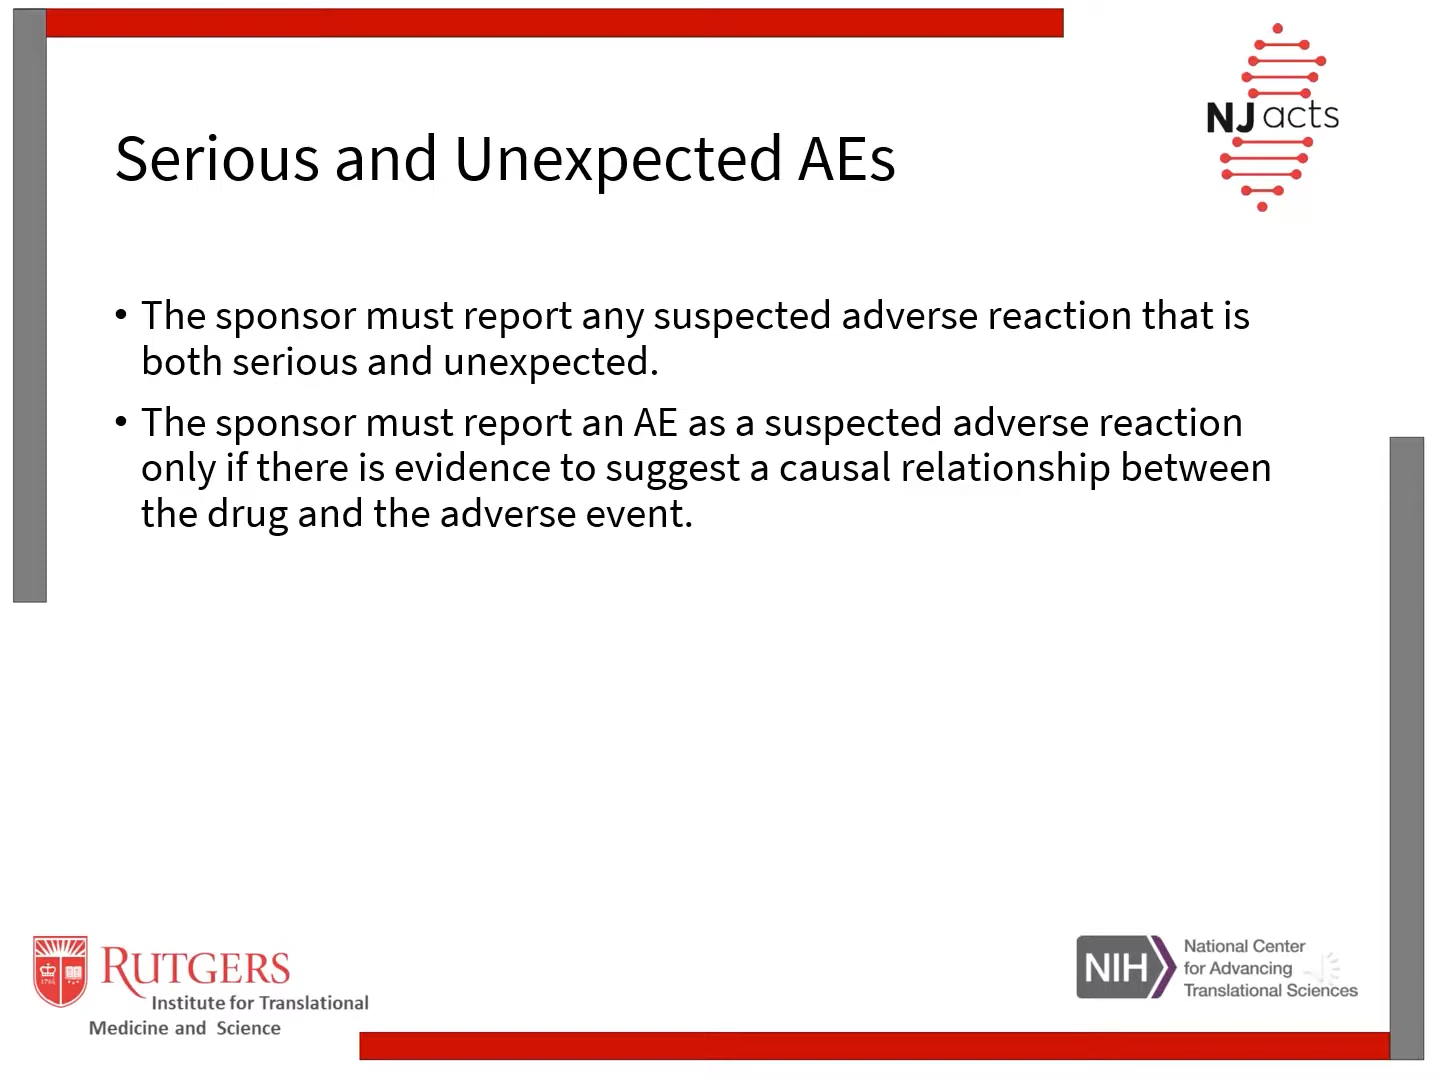 NJ acts
Serious and Unexpected AEs
• The sponsor must report any suspected adverse reaction that is
both serious and unexpected.
• The sponsor must report an AE as a suspected adverse reaction
only if there is evidence to suggest a causal relationship between
the drug and the adverse event.
1766
RUTGERS
Institute for Translational
Medicine and Science
NIH
National Center
for Advancing
Translational Sciences